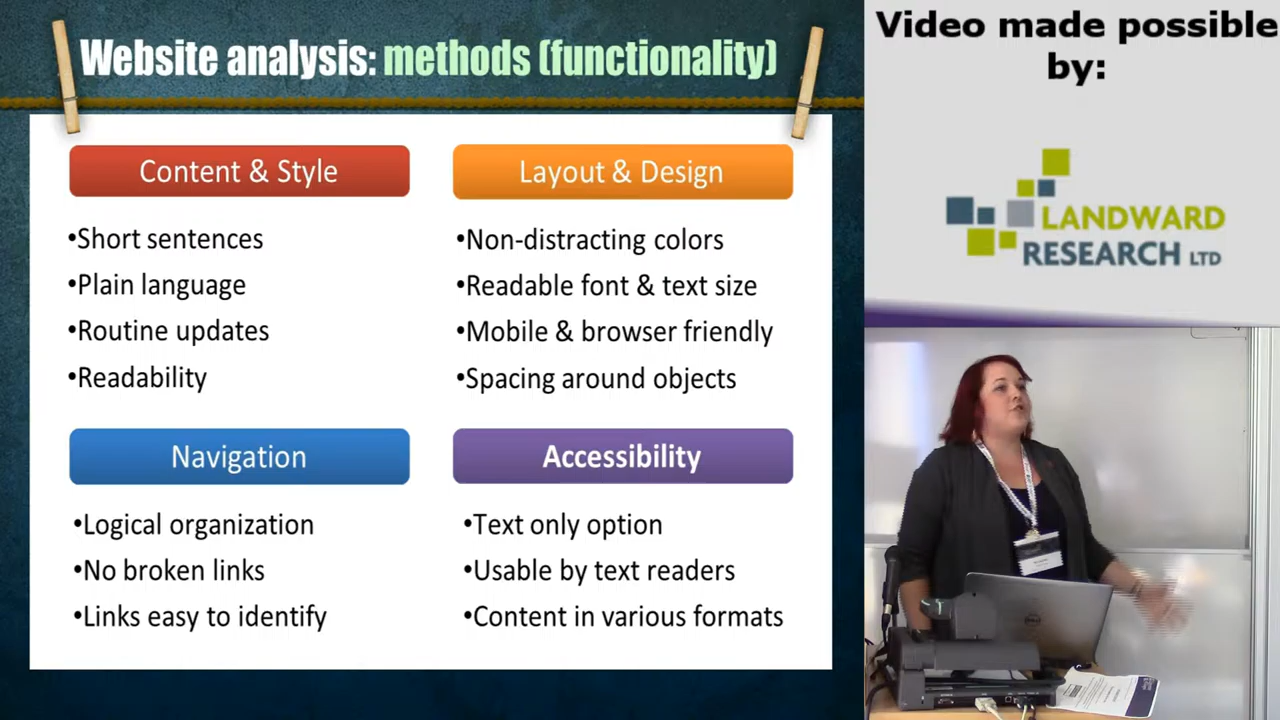 Website analysis: methods (functionality)
Content & Style
•Short sentences
•Plain language
•Routine updates
•Readability
Layout & Design
•Non-distracting colors
•Readable font & text size
•Mobile & browser friendly
•Spacing around objects
Navigation
•Logical organization
•No broken links
•Links easy to identify
Accessibility
•Text only option
•Usable by text readers
•Content in various formats
Video made possible
by:
LANDWARD
RESEARCH LTD